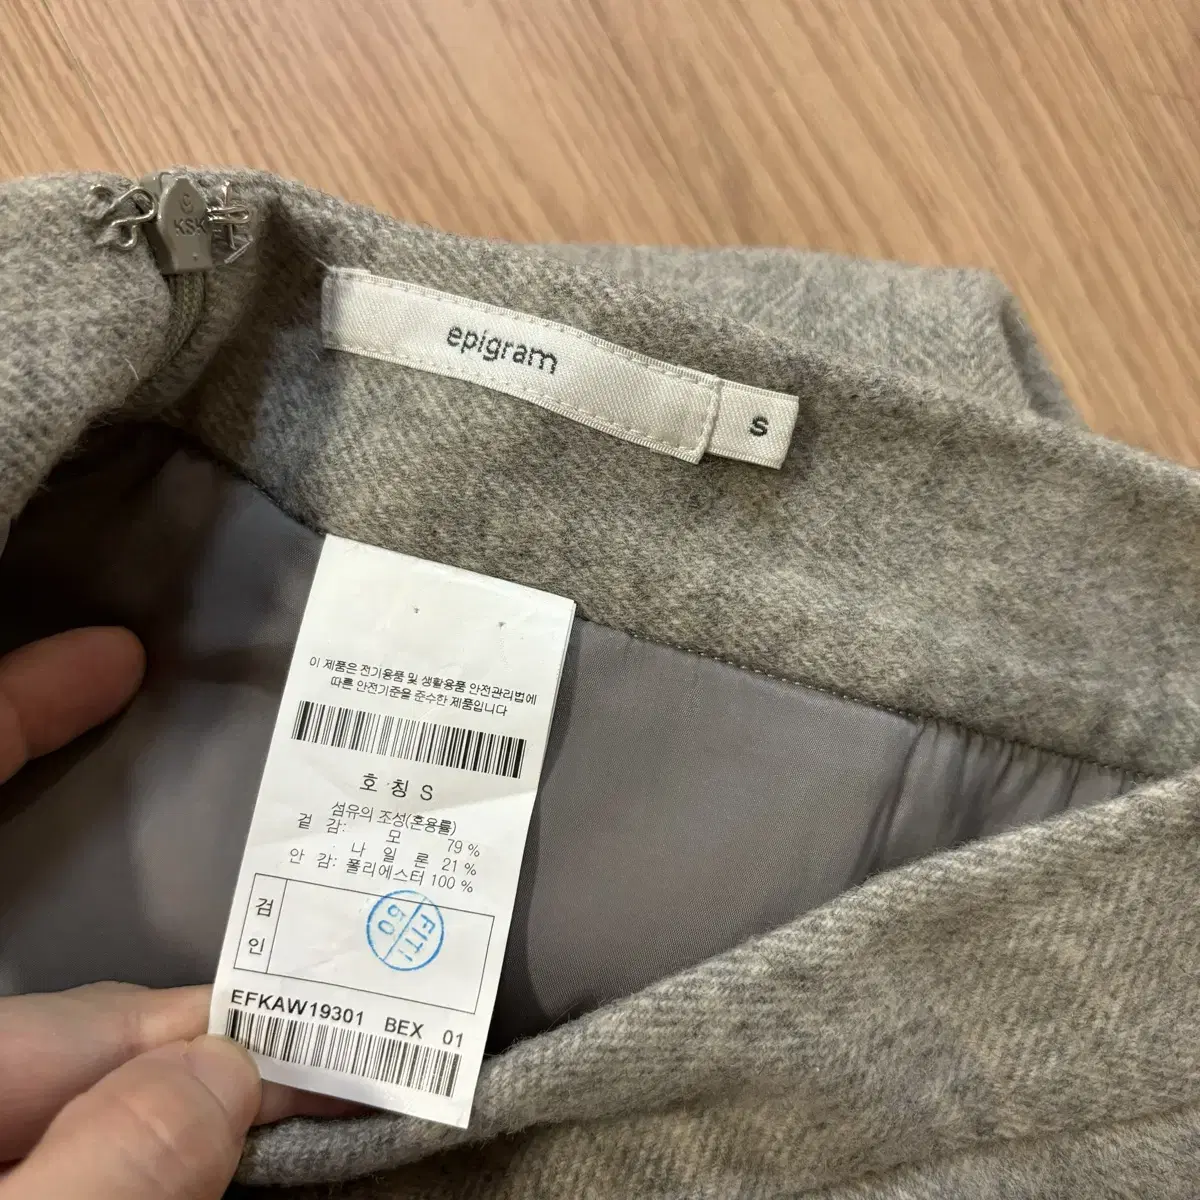 KSK
epigram
s
이 제품은 전기용품 및 생활용품 안전관리법에
따른 안전기준을 준수한 제품입니다
호 칭 S
섬유의 조성(혼용률)
겉 감: 모 79 %
나 일 론 21 %
안 감: 폴리에스터 100 %
검
인
FITI
50
EFKAW19301 BEX 01